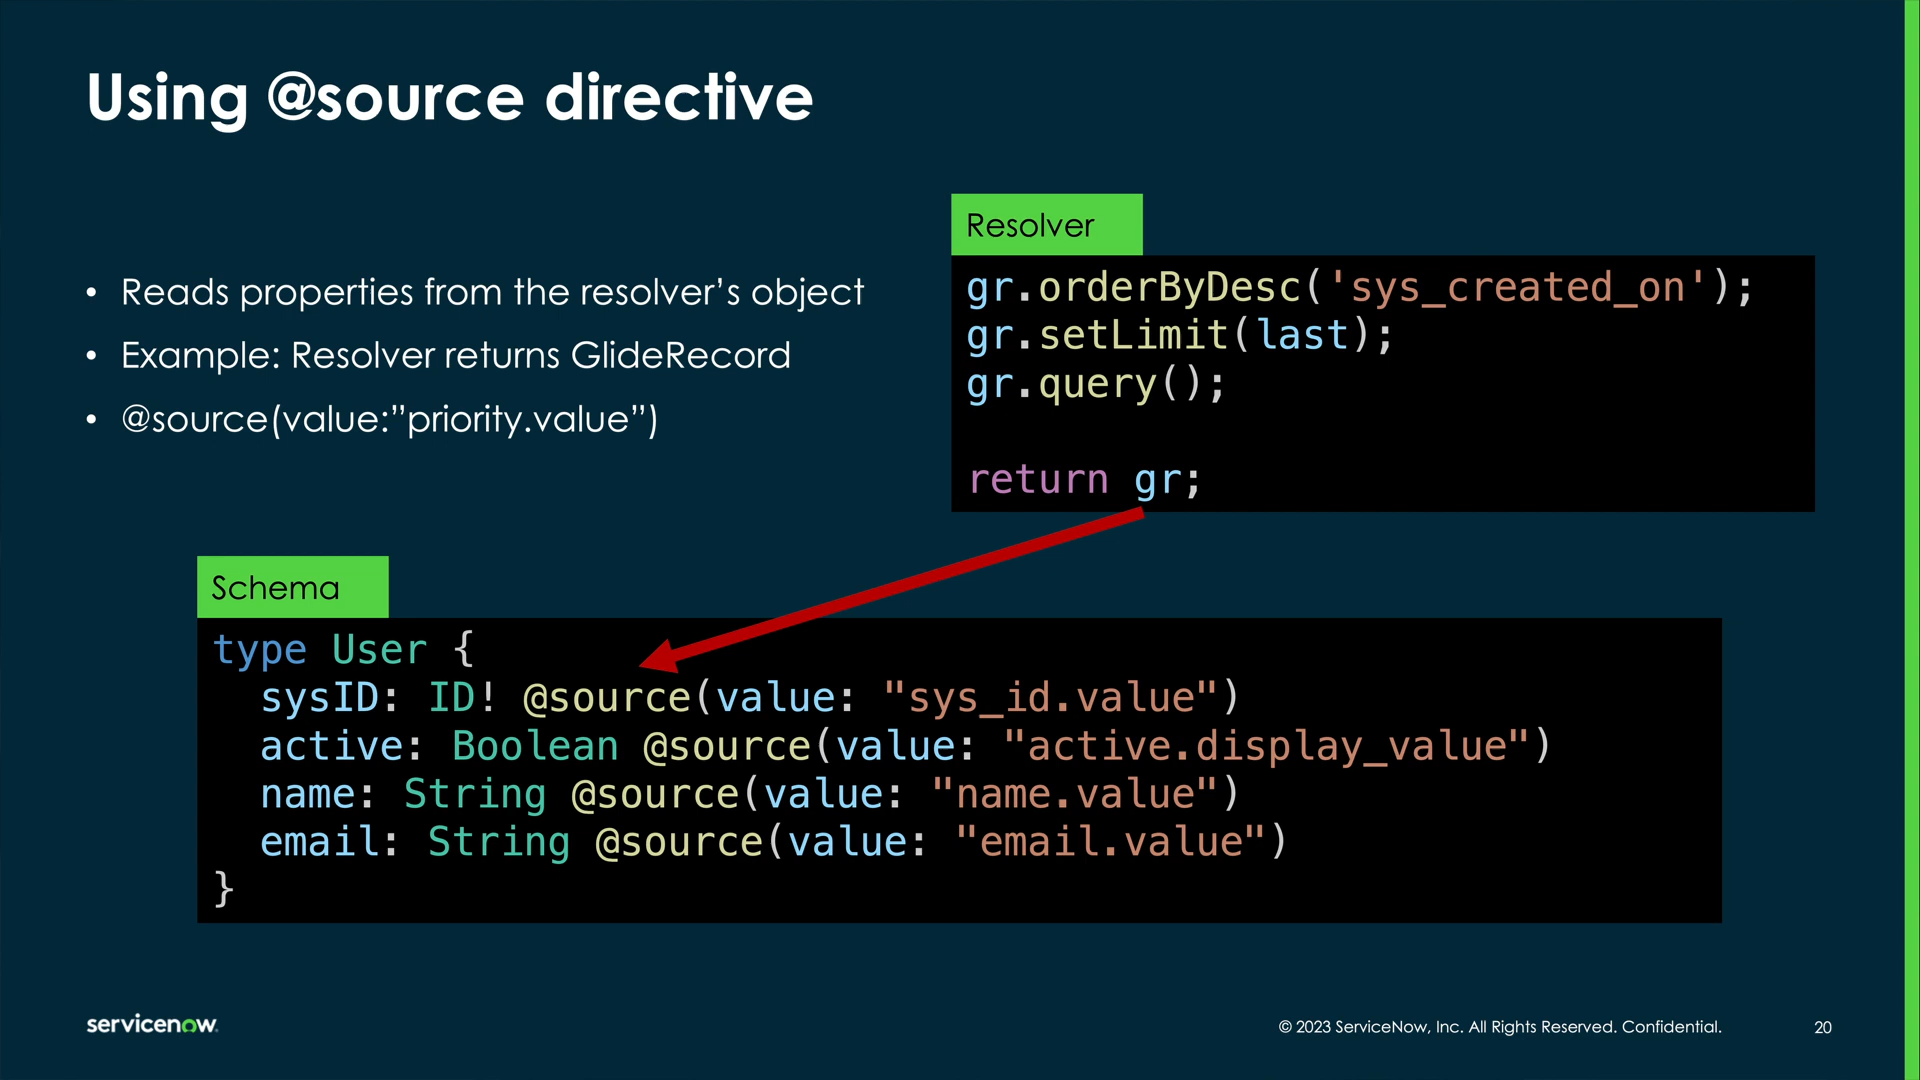 Using @source directive
• Reads properties from the resolver’s object
• Example: Resolver returns GlideRecord
• @source(value:”priority.value”)
Resolver
gr.orderByDesc('sys_created_on');
gr.setLimit(last);
gr.query();
return gr;
Schema
type User {
  sysID: ID! @source(value: "sys_id.value")
  active: Boolean @source(value: "active.display_value")
  name: String @source(value: "name.value")
  email: String @source(value: "email.value")
}
servicenow.
© 2023 ServiceNow, Inc. All Rights Reserved. Confidential.
20